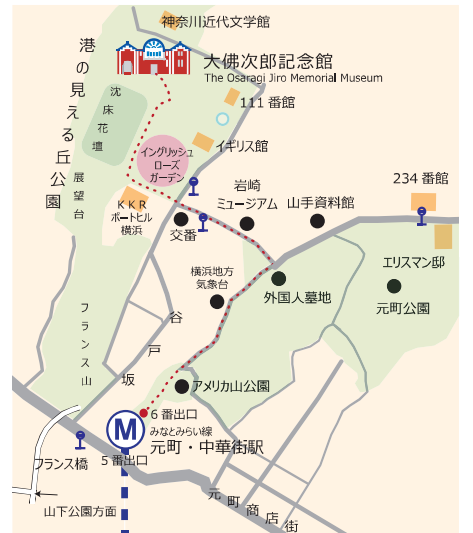 神奈川近代文学館
大佛次郎記念館
The Osaragi Jiro Memorial Museum
港の見える丘公園
沈床花壇
111 番館
イギリス館
イングリッシュ
ローズ
ガーデン
展望台
KKR
ポートヒル
横浜
交番
岩崎
ミュージアム
山手資料館
234 番館
エリスマン邸
元町公園
外国人墓地
横浜地方
気象台
フランス山
谷戸坂
アメリカ山公園
6 番出口
みなとみらい線
元町・中華街駅
M
5 番出口
フランス橋
山下公園方面
元町商店街